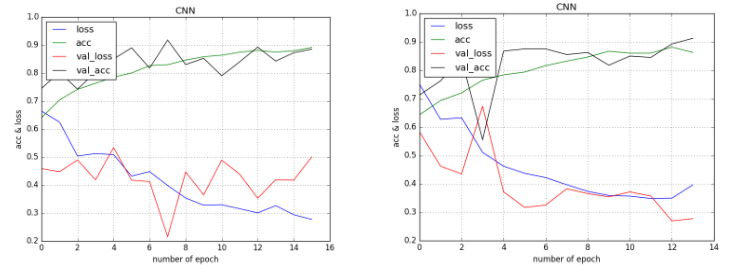 CNN
1.0
0.9
0.8
0.7
0.6
0.5
0.4
0.3
0.2
acc & loss
loss
acc
val_loss
val_acc
0 2 4 6 8 10 12 14 16
number of epoch
CNN
1.0
0.9
0.8
0.7
0.6
0.5
0.4
0.3
0.2
acc & loss
loss
acc
val_loss
val_acc
0 2 4 6 8 10 12 14
number of epoch